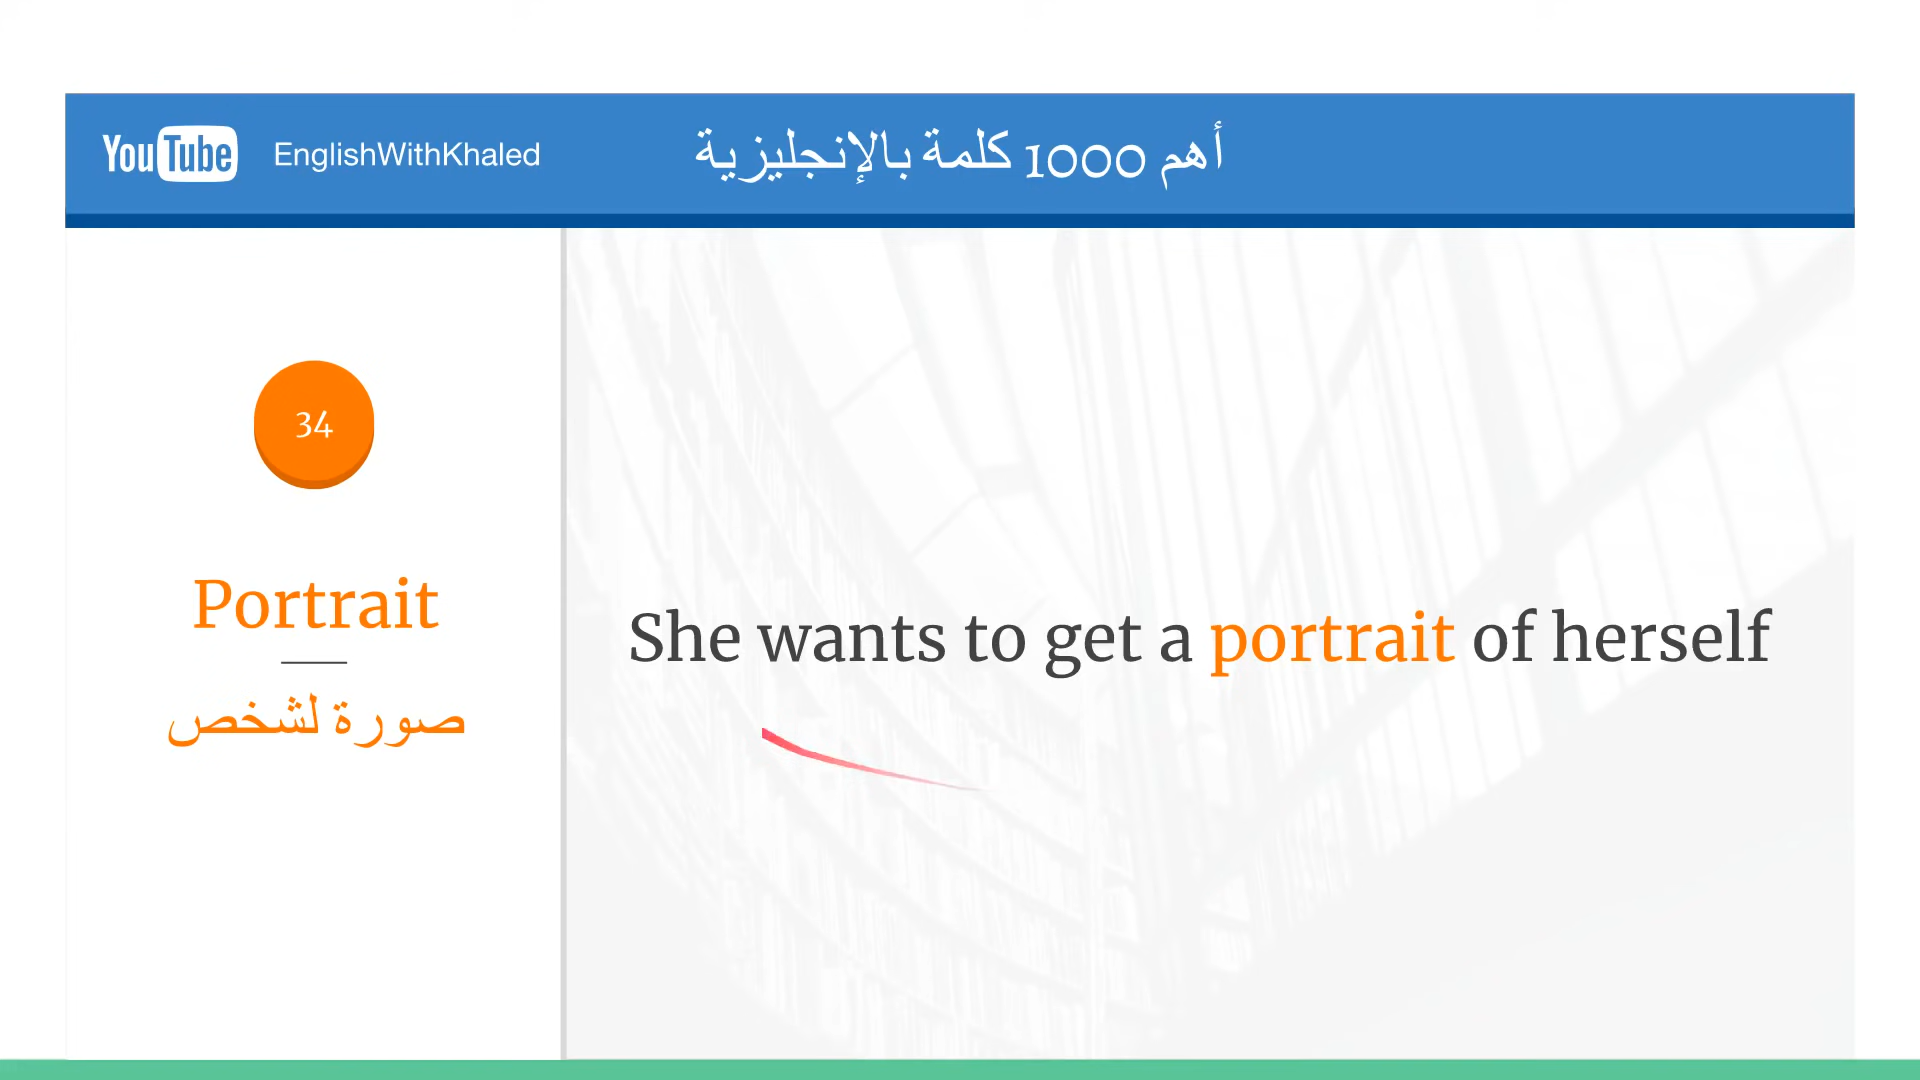 YouTube EnglishWithKhaled
أهم 1000 كلمة بالإنجليزية
34
Portrait
صورة لشخص
She wants to get a portrait of herself